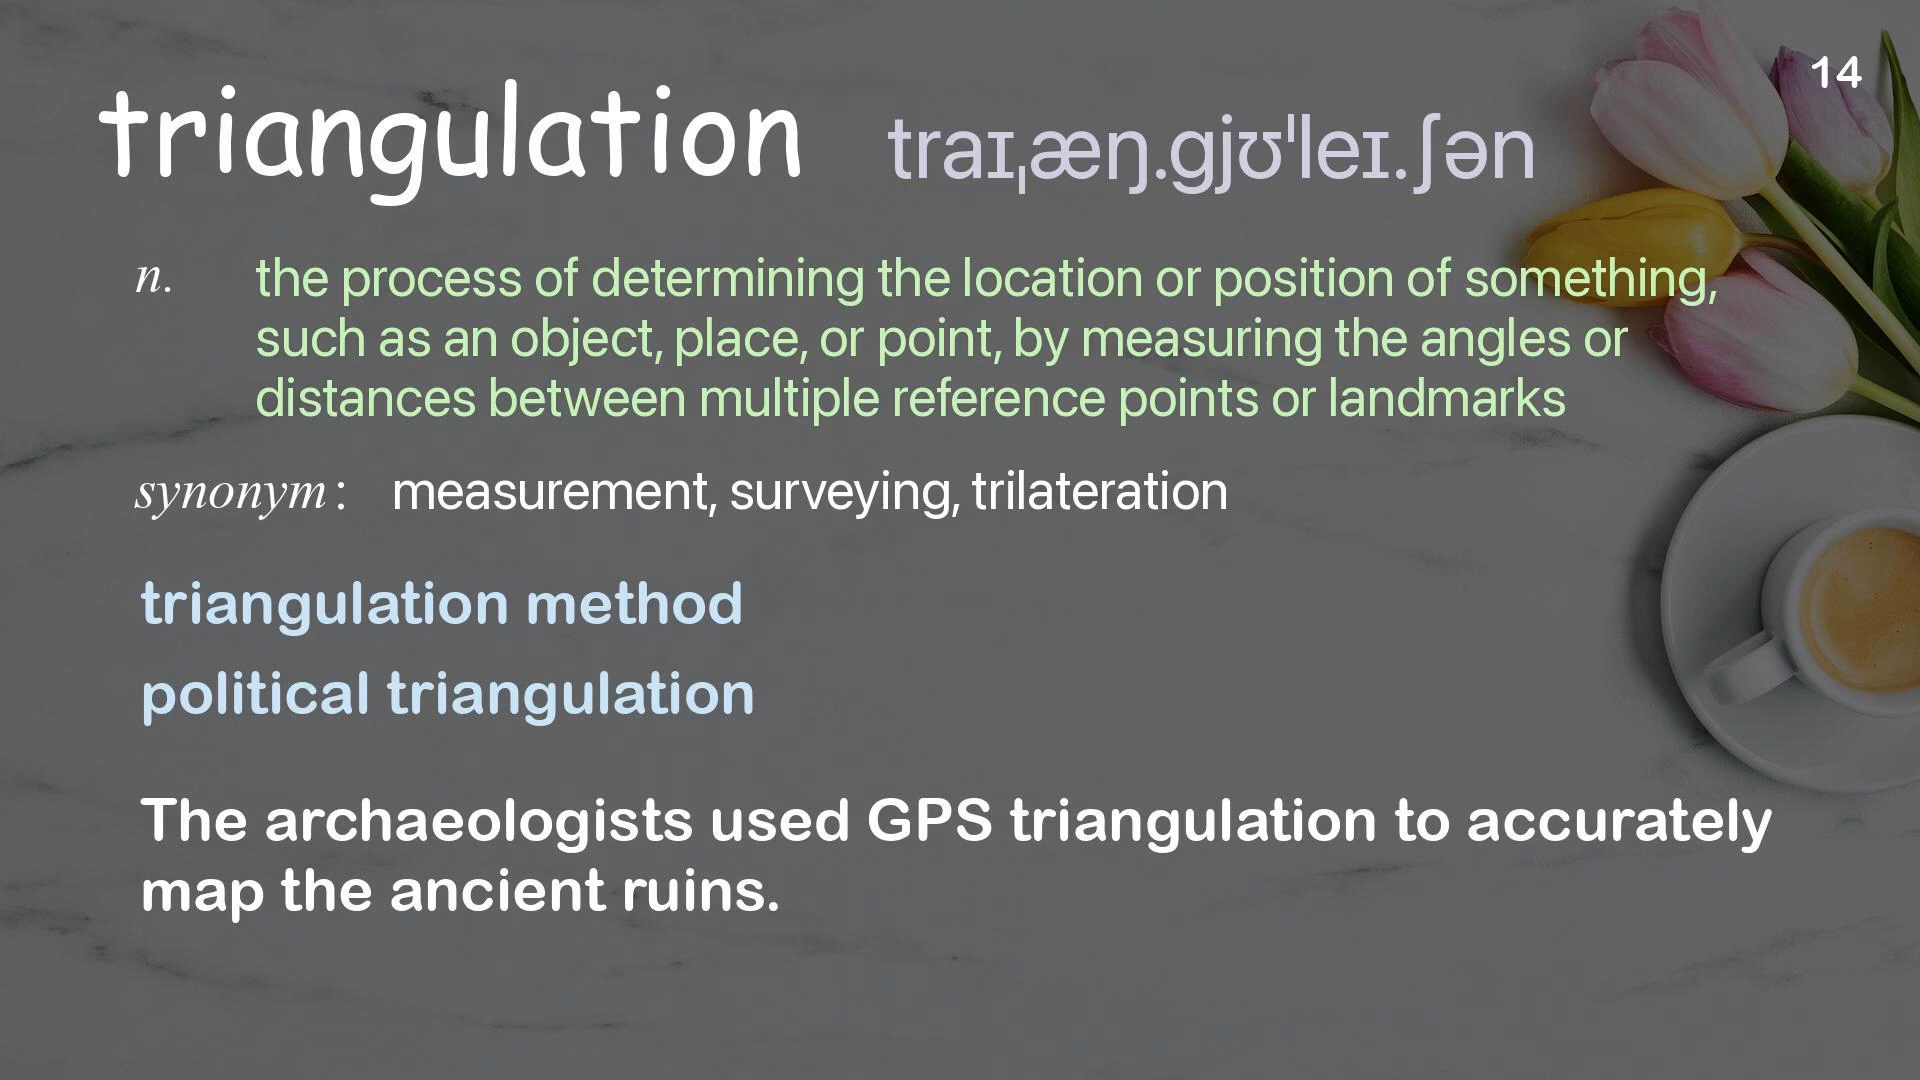 14
triangulation traɪˌæŋ.gjʊˈleɪ.ʃən
n. the process of determining the location or position of something,
such as an object, place, or point, by measuring the angles or
distances between multiple reference points or landmarks
synonym : measurement, surveying, trilateration
triangulation method
political triangulation
The archaeologists used GPS triangulation to accurately
map the ancient ruins.